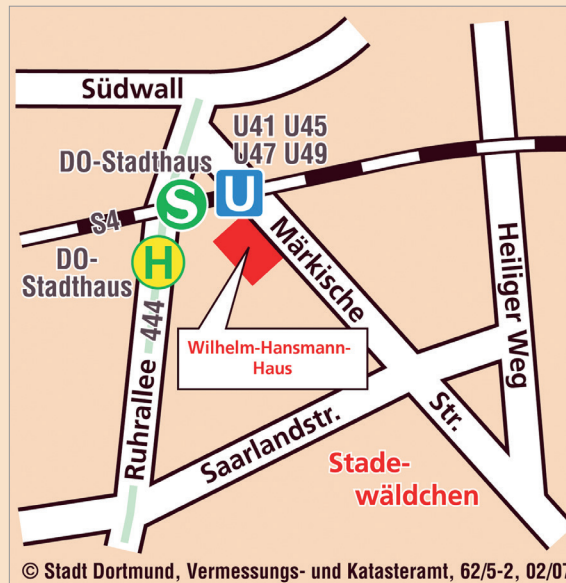 Südwall
U41 U45
U47 U49
DO-Stadthaus
S
U
S4
DO-
Stadthaus
H
444
Märkische
Str.
Heiliger Weg
Wilhelm-Hansmann-
Haus
Ruhrallee
Saarlandstr.
Stade-
wäldchen
© Stadt Dortmund, Vermessungs- und Katasteramt, 62/5-2, 02/07